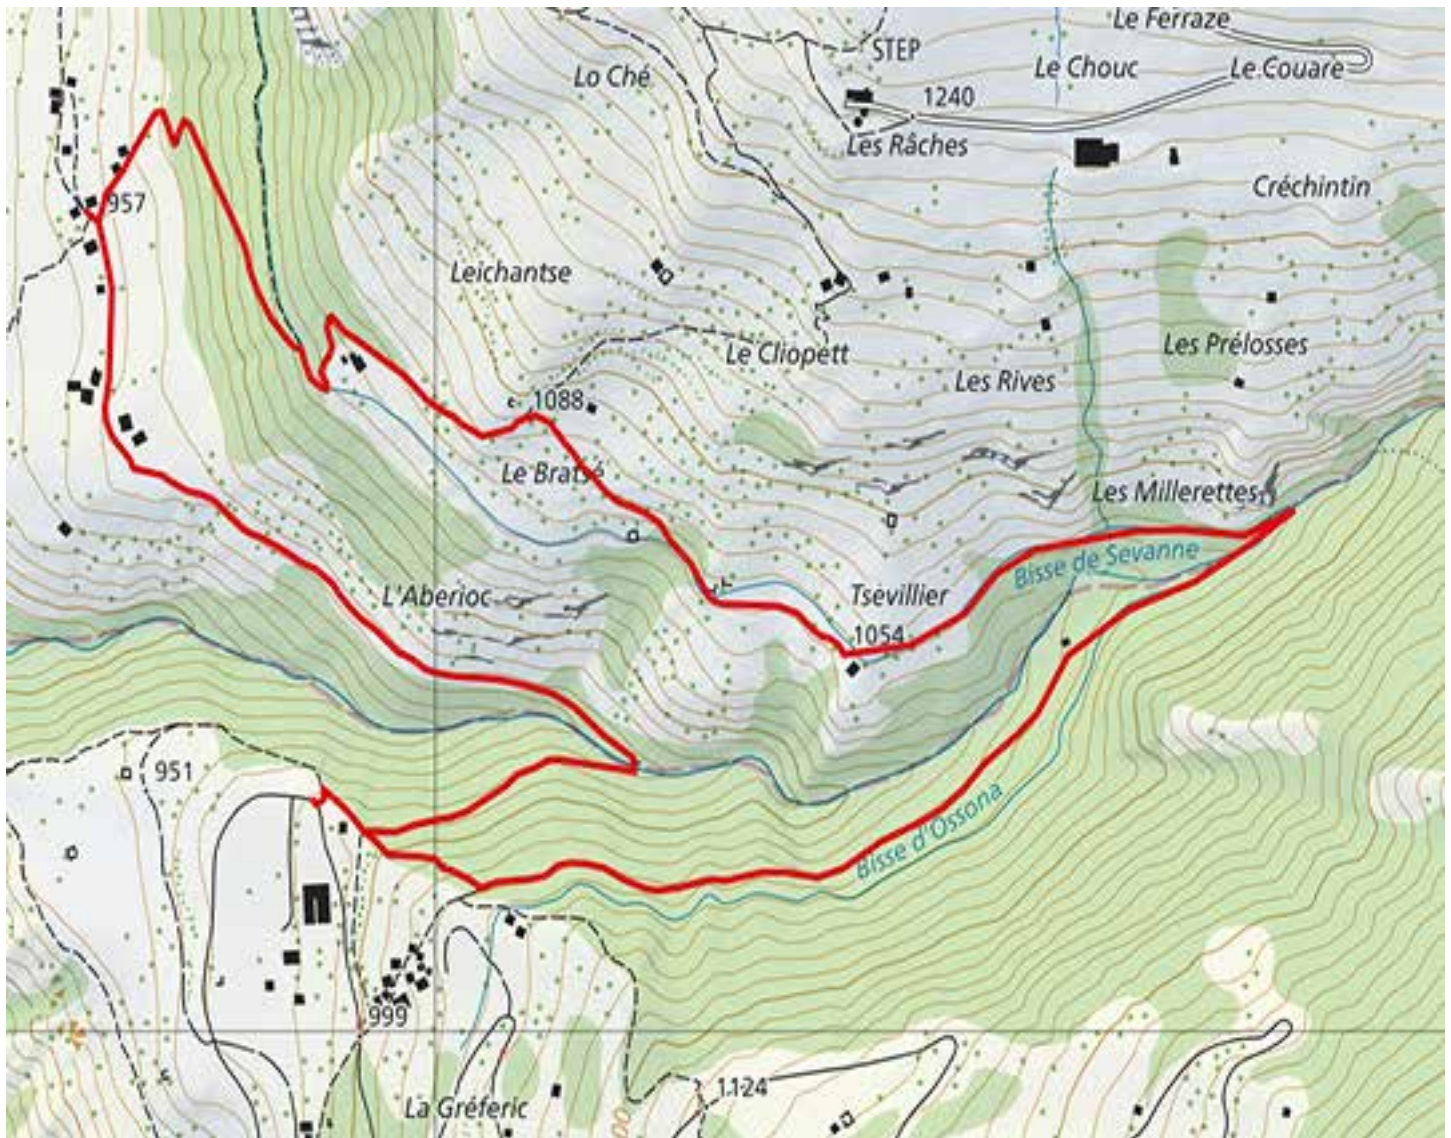 Le Ferraze
STEP
Le Chouc
Le Couare
Lo Ché
1240
Les Râches
Créchintin
957
Leichantse
Le Cliopett
Les Prélosses
Les Rives
1088
Le Bratsé
Les Millerettes
Bisse de Sevanne
L'Aberioc
Tsévillier
1054
951
Bisse d'Ossona
999
1124
La Gréferic
00